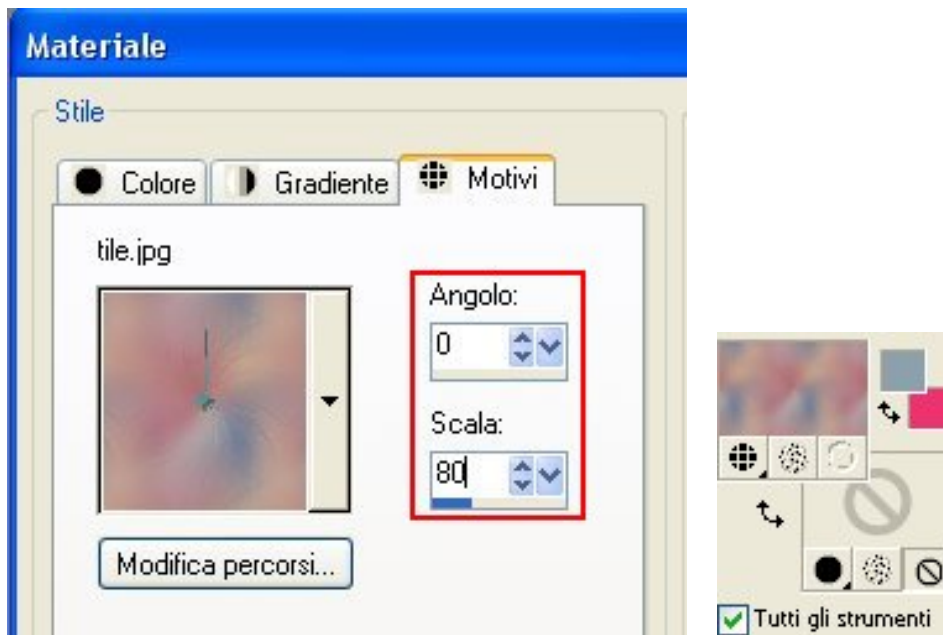 Materiale
Stile
Colore
Gradiente
Motivi
tile.jpg
Angolo:
0
Scala:
80
Modifica percorsi...
Tutti gli strumenti